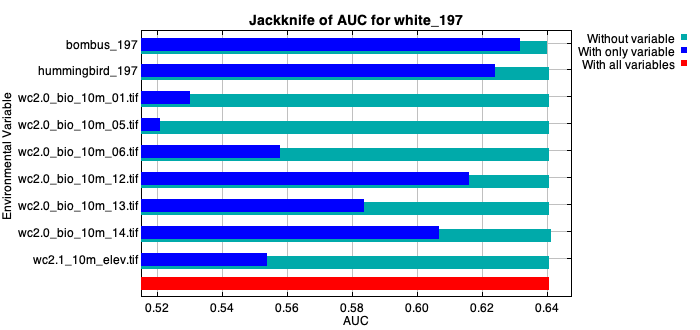 Jackknife of AUC for white_197
Without variable
With only variable
With all variables
Environmental Variable
bombus_197
hummingbird_197
wc2.0_bio_10m_01.tif
wc2.0_bio_10m_05.tif
wc2.0_bio_10m_06.tif
wc2.0_bio_10m_12.tif
wc2.0_bio_10m_13.tif
wc2.0_bio_10m_14.tif
wc2.1_10m_elev.tif
0.52 0.54 0.56 0.58 0.60 0.62 0.64
AUC